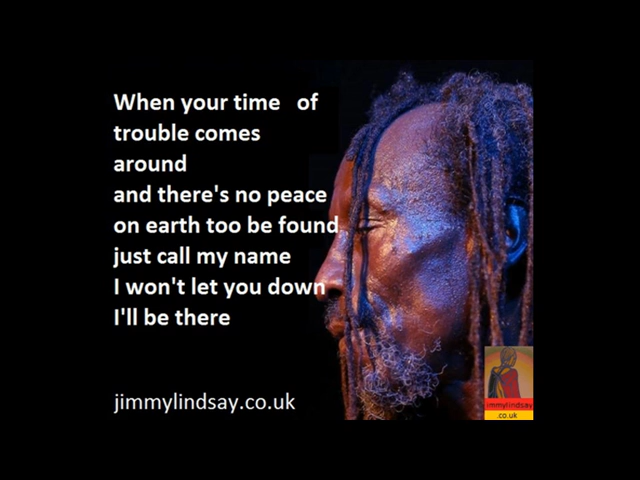 When your time   of
trouble comes
around
and there's no peace
on earth too be found
just call my name
I won't let you down
I'll be there
jimmylindsay.co.uk
immylindsay
.co.uk